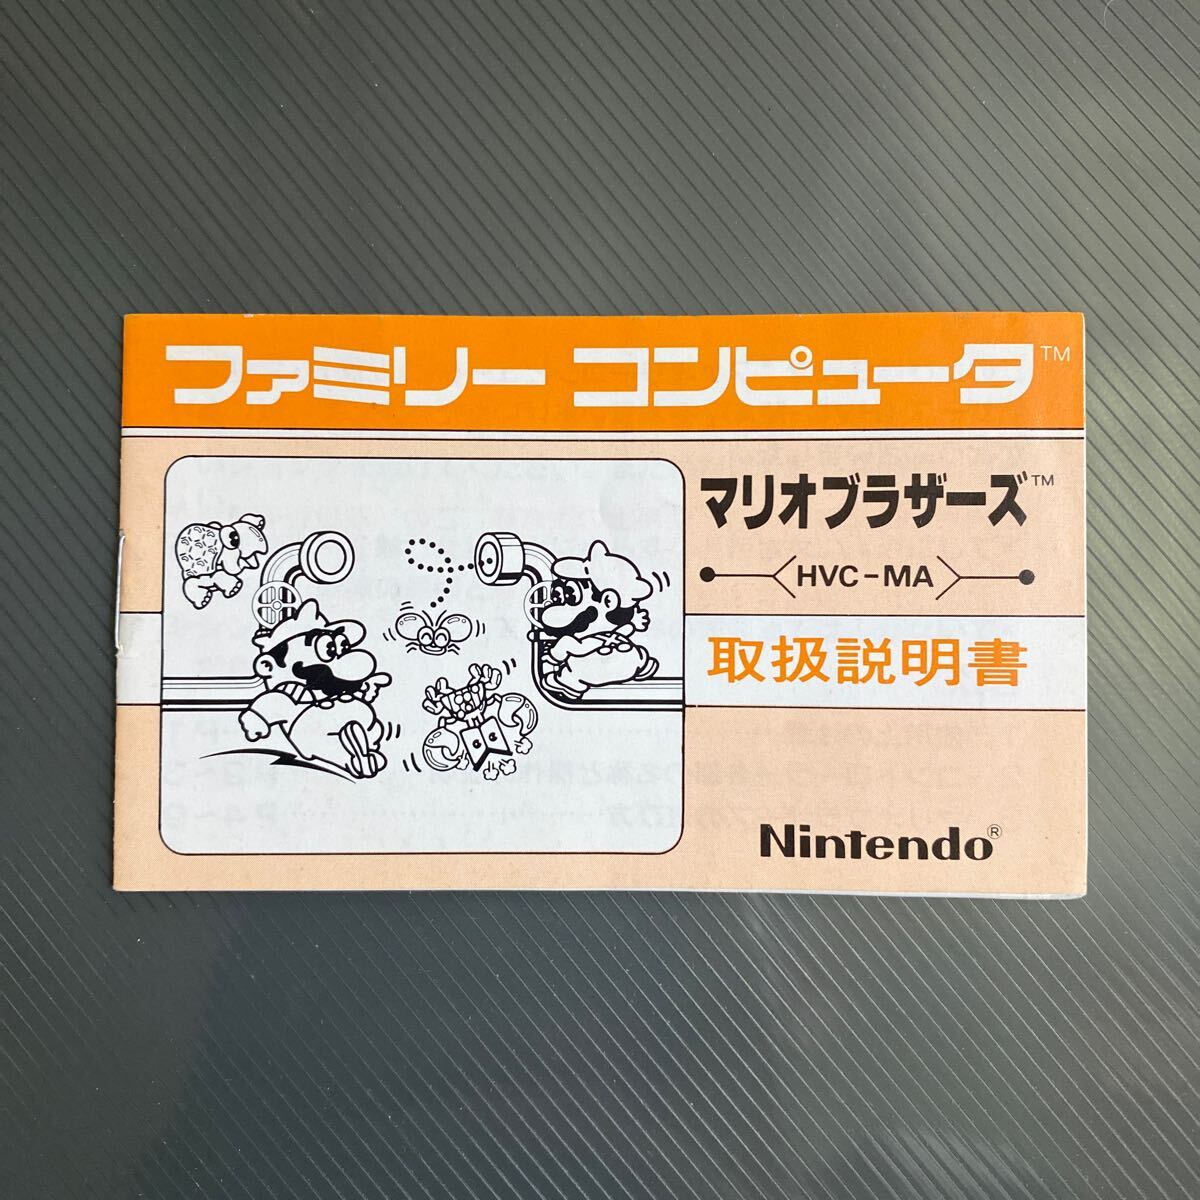 ファミリー コンピュータ™
マリオブラザーズ™
HVC-MA
取扱説明書
Nintendo®